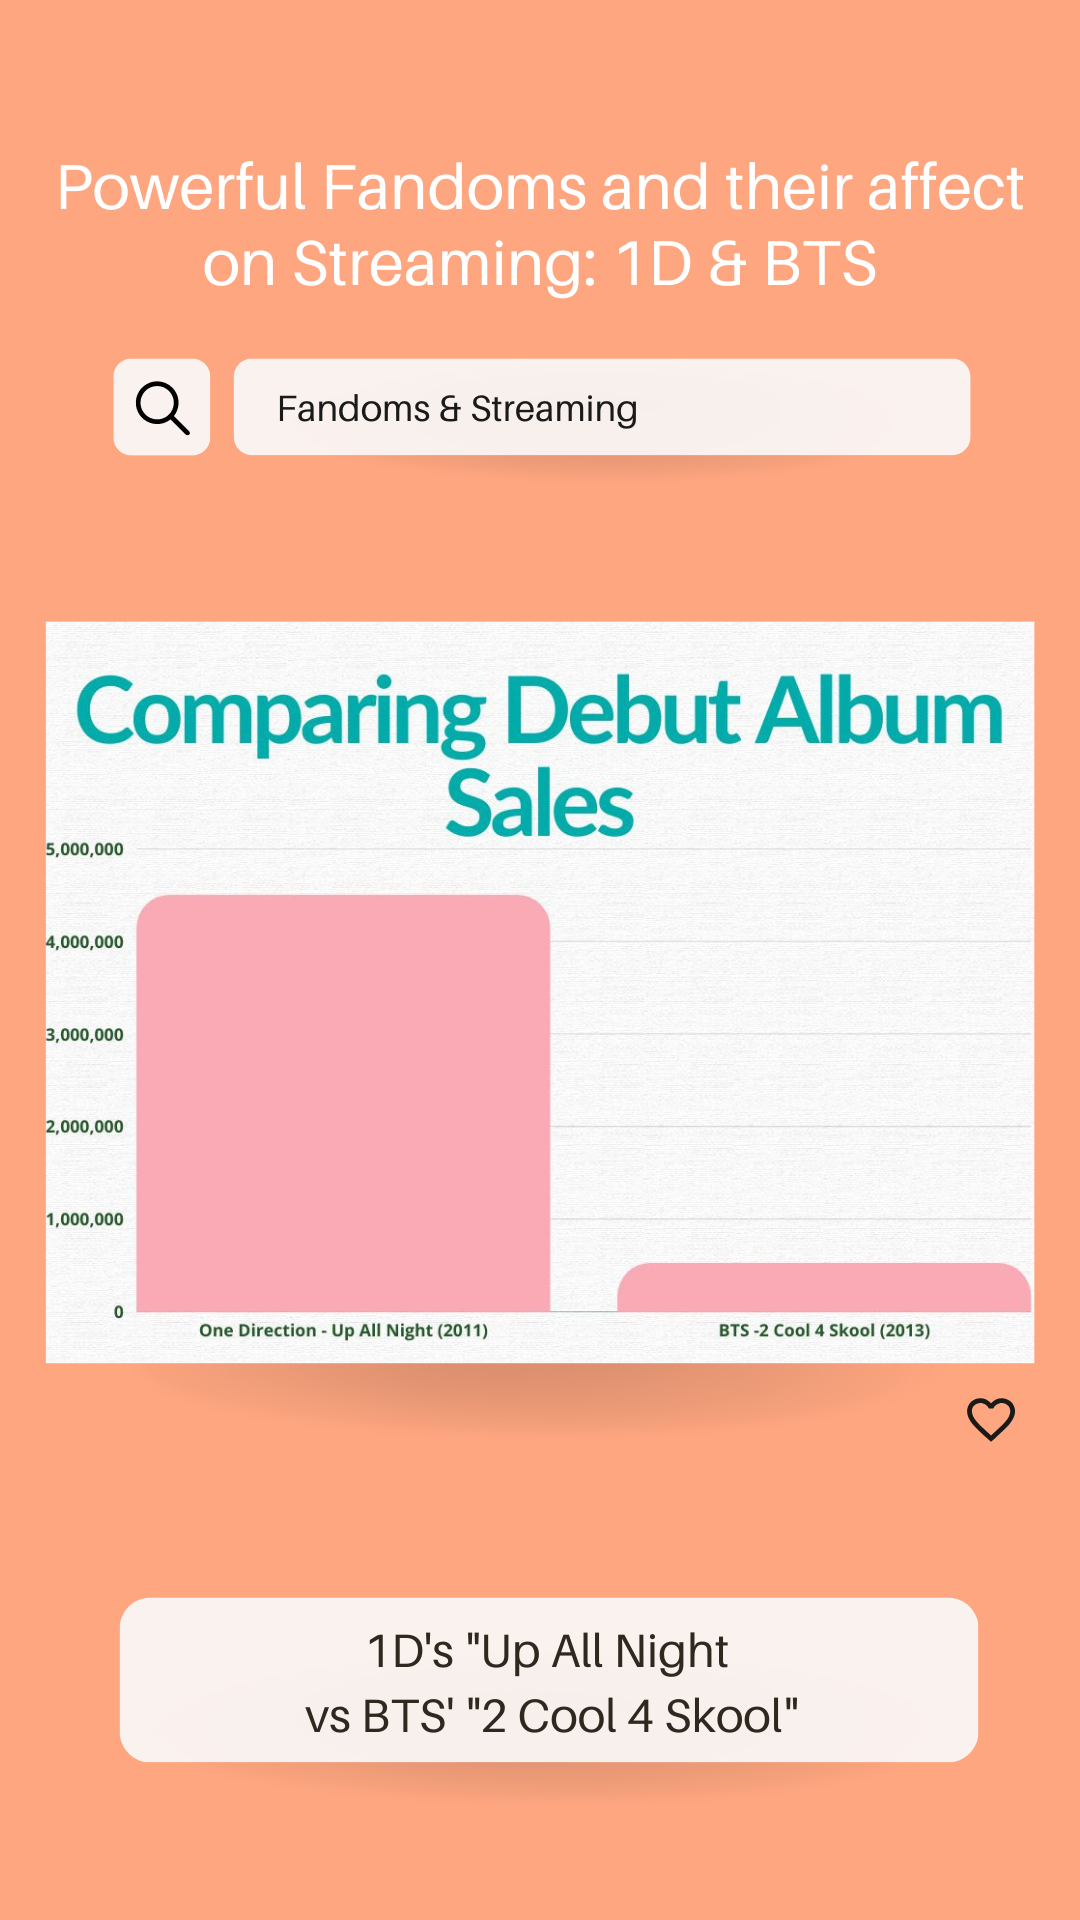 Powerful Fandoms and their affect
on Streaming: 1D & BTS
Fandoms & Streaming
Comparing Debut Album
Sales
5,000,000
4,000,000
3,000,000
2,000,000
1,000,000
0
One Direction - Up All Night (2011)
BTS -2 Cool 4 Skool (2013)
1D's "Up All Night
vs BTS' "2 Cool 4 Skool"